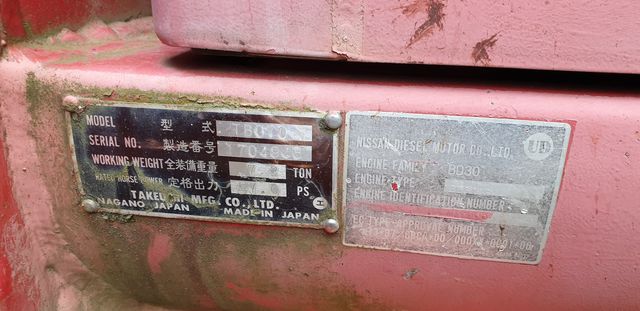 MODEL 型式 TB070
SERIAL NO. 製造番号
WORKING WEIGHT 全装備重量 TON
RATED HORSE POWER 定格出力 PS
TAKEUCHI MFG. CO., LTD.
NAGANO JAPAN MADE IN JAPAN
NISSAN DIESEL MOTOR CO., LTD. UD
ENGINE FAMILY BD30
ENGINE TYPE
ENGINE IDENTIFICATION NUMBER
EC TYPE-APPROVAL NUMBER